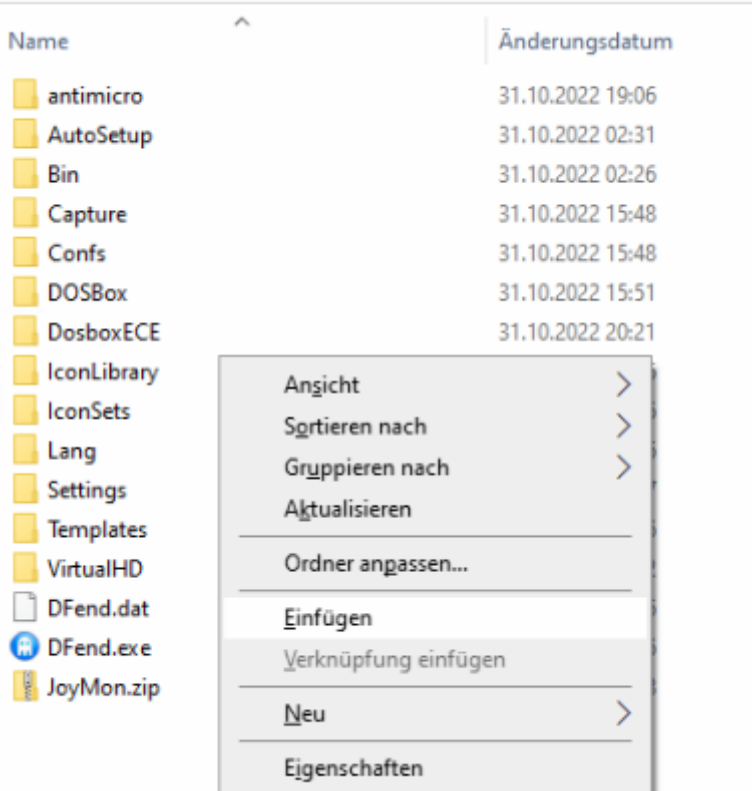 Name Änderungsdatum
antimicro 31.10.2022 19:06
AutoSetup 31.10.2022 02:31
Bin 31.10.2022 02:26
Capture 31.10.2022 15:48
Confs 31.10.2022 15:48
DOSBox 31.10.2022 15:51
DosboxECE 31.10.2022 20:21
IconLibrary
IconSets
Lang
Settings
Templates
VirtualHD
DFend.dat
DFend.exe
JoyMon.zip
Ansicht
Sortieren nach
Gruppieren nach
Aktualisieren
Ordner anpassen...
Einfügen
Verknüpfung einfügen
Neu
Eigenschaften